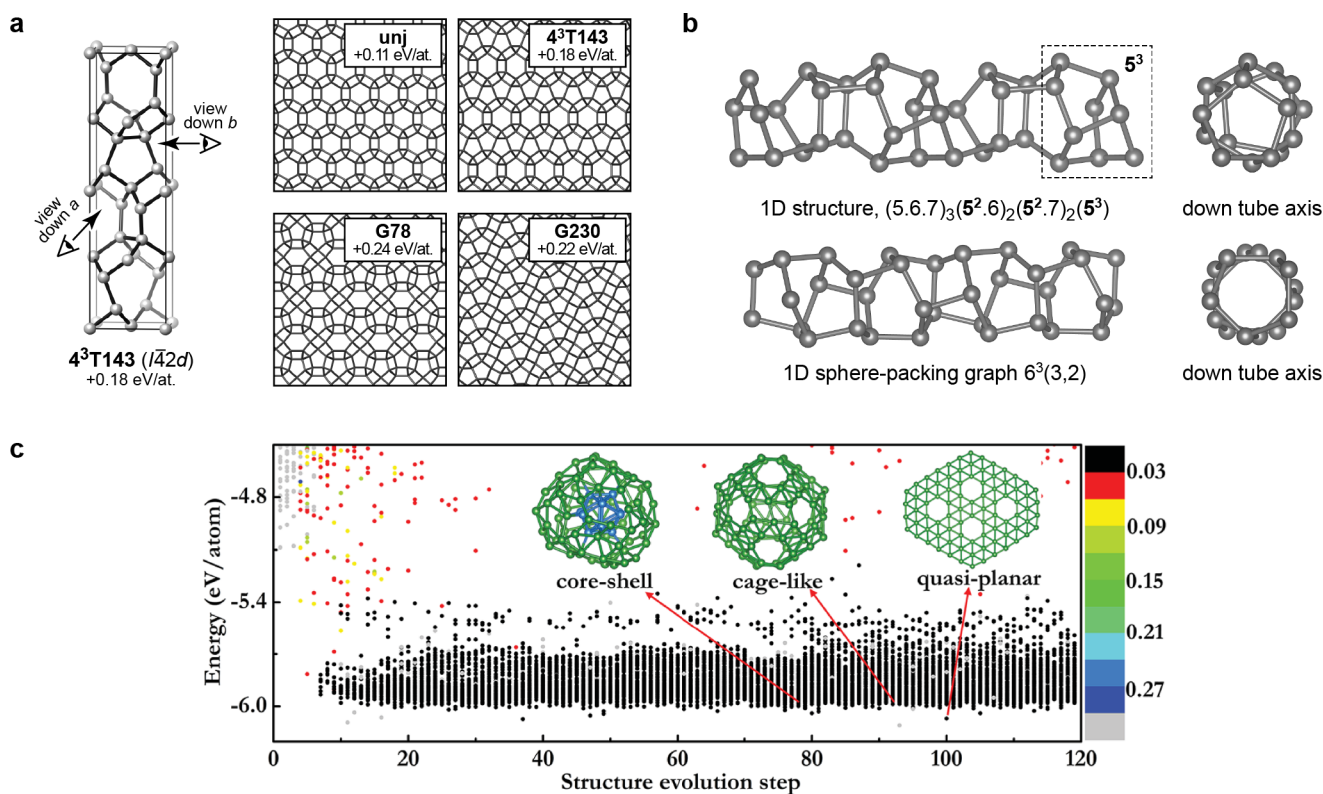 a
view
down b
view
down a
4³T143 (I4̅2d)
+0.18 eV/at.
unj
+0.11 eV/at.
4³T143
+0.18 eV/at.
G78
+0.24 eV/at.
G230
+0.22 eV/at.
b
5³
1D structure, (5.6.7)₃(5².6)₂(5².7)₂(5³)
down tube axis
1D sphere-packing graph 6³(3,2)
down tube axis
c
Energy (eV/atom)
-4.8
-5.4
-6.0
core-shell
cage-like
quasi-planar
0.03
0.09
0.15
0.21
0.27
0
20
40
60
80
100
120
Structure evolution step